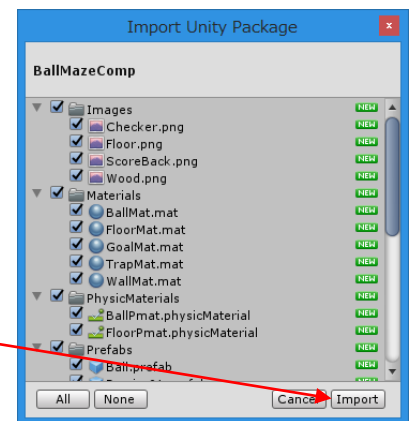 Import Unity Package
x
BallMazeComp
Images NEW
Checker.png NEW
Floor.png NEW
ScoreBack.png NEW
Wood.png NEW
Materials NEW
BallMat.mat NEW
FloorMat.mat NEW
GoalMat.mat NEW
TrapMat.mat NEW
WallMat.mat NEW
PhysicMaterials NEW
BallPmat.physicMaterial NEW
FloorPmat.physicMaterial NEW
Prefabs NEW
Ball.prefab NEW
All None Cancel Import